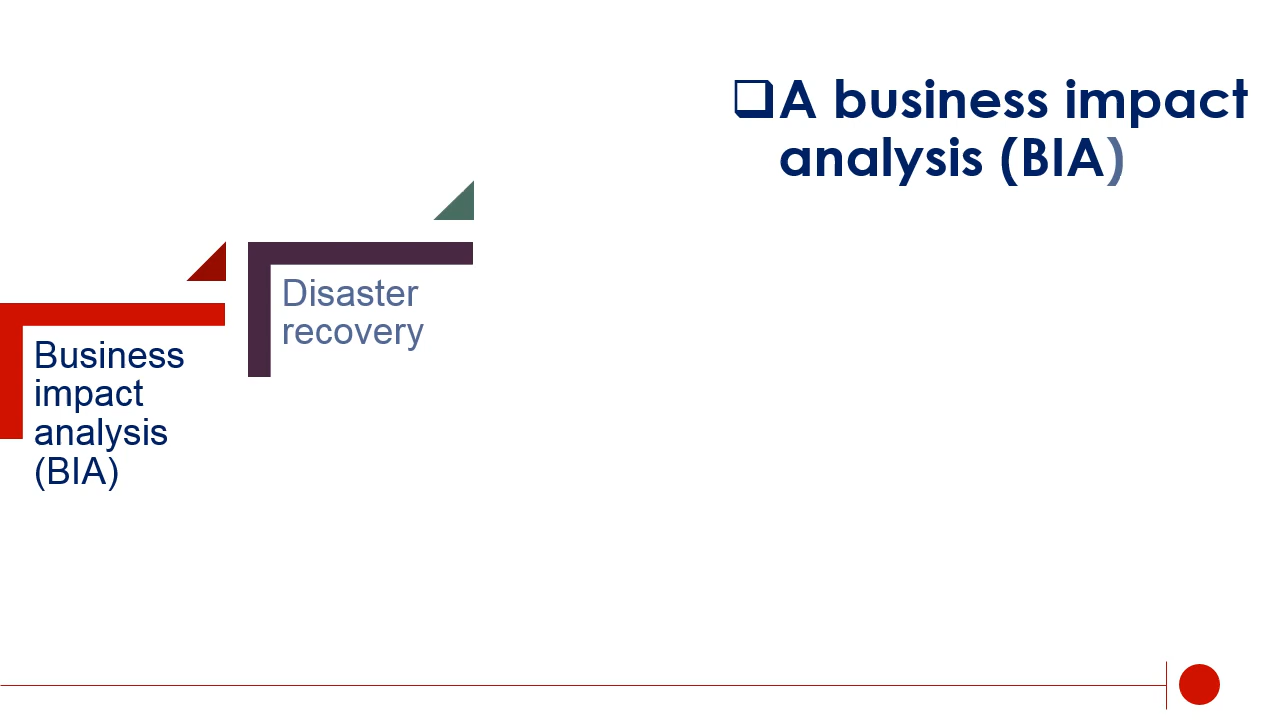 ❑A business impact
analysis (BIA)
Disaster
recovery
Business
impact
analysis
(BIA)